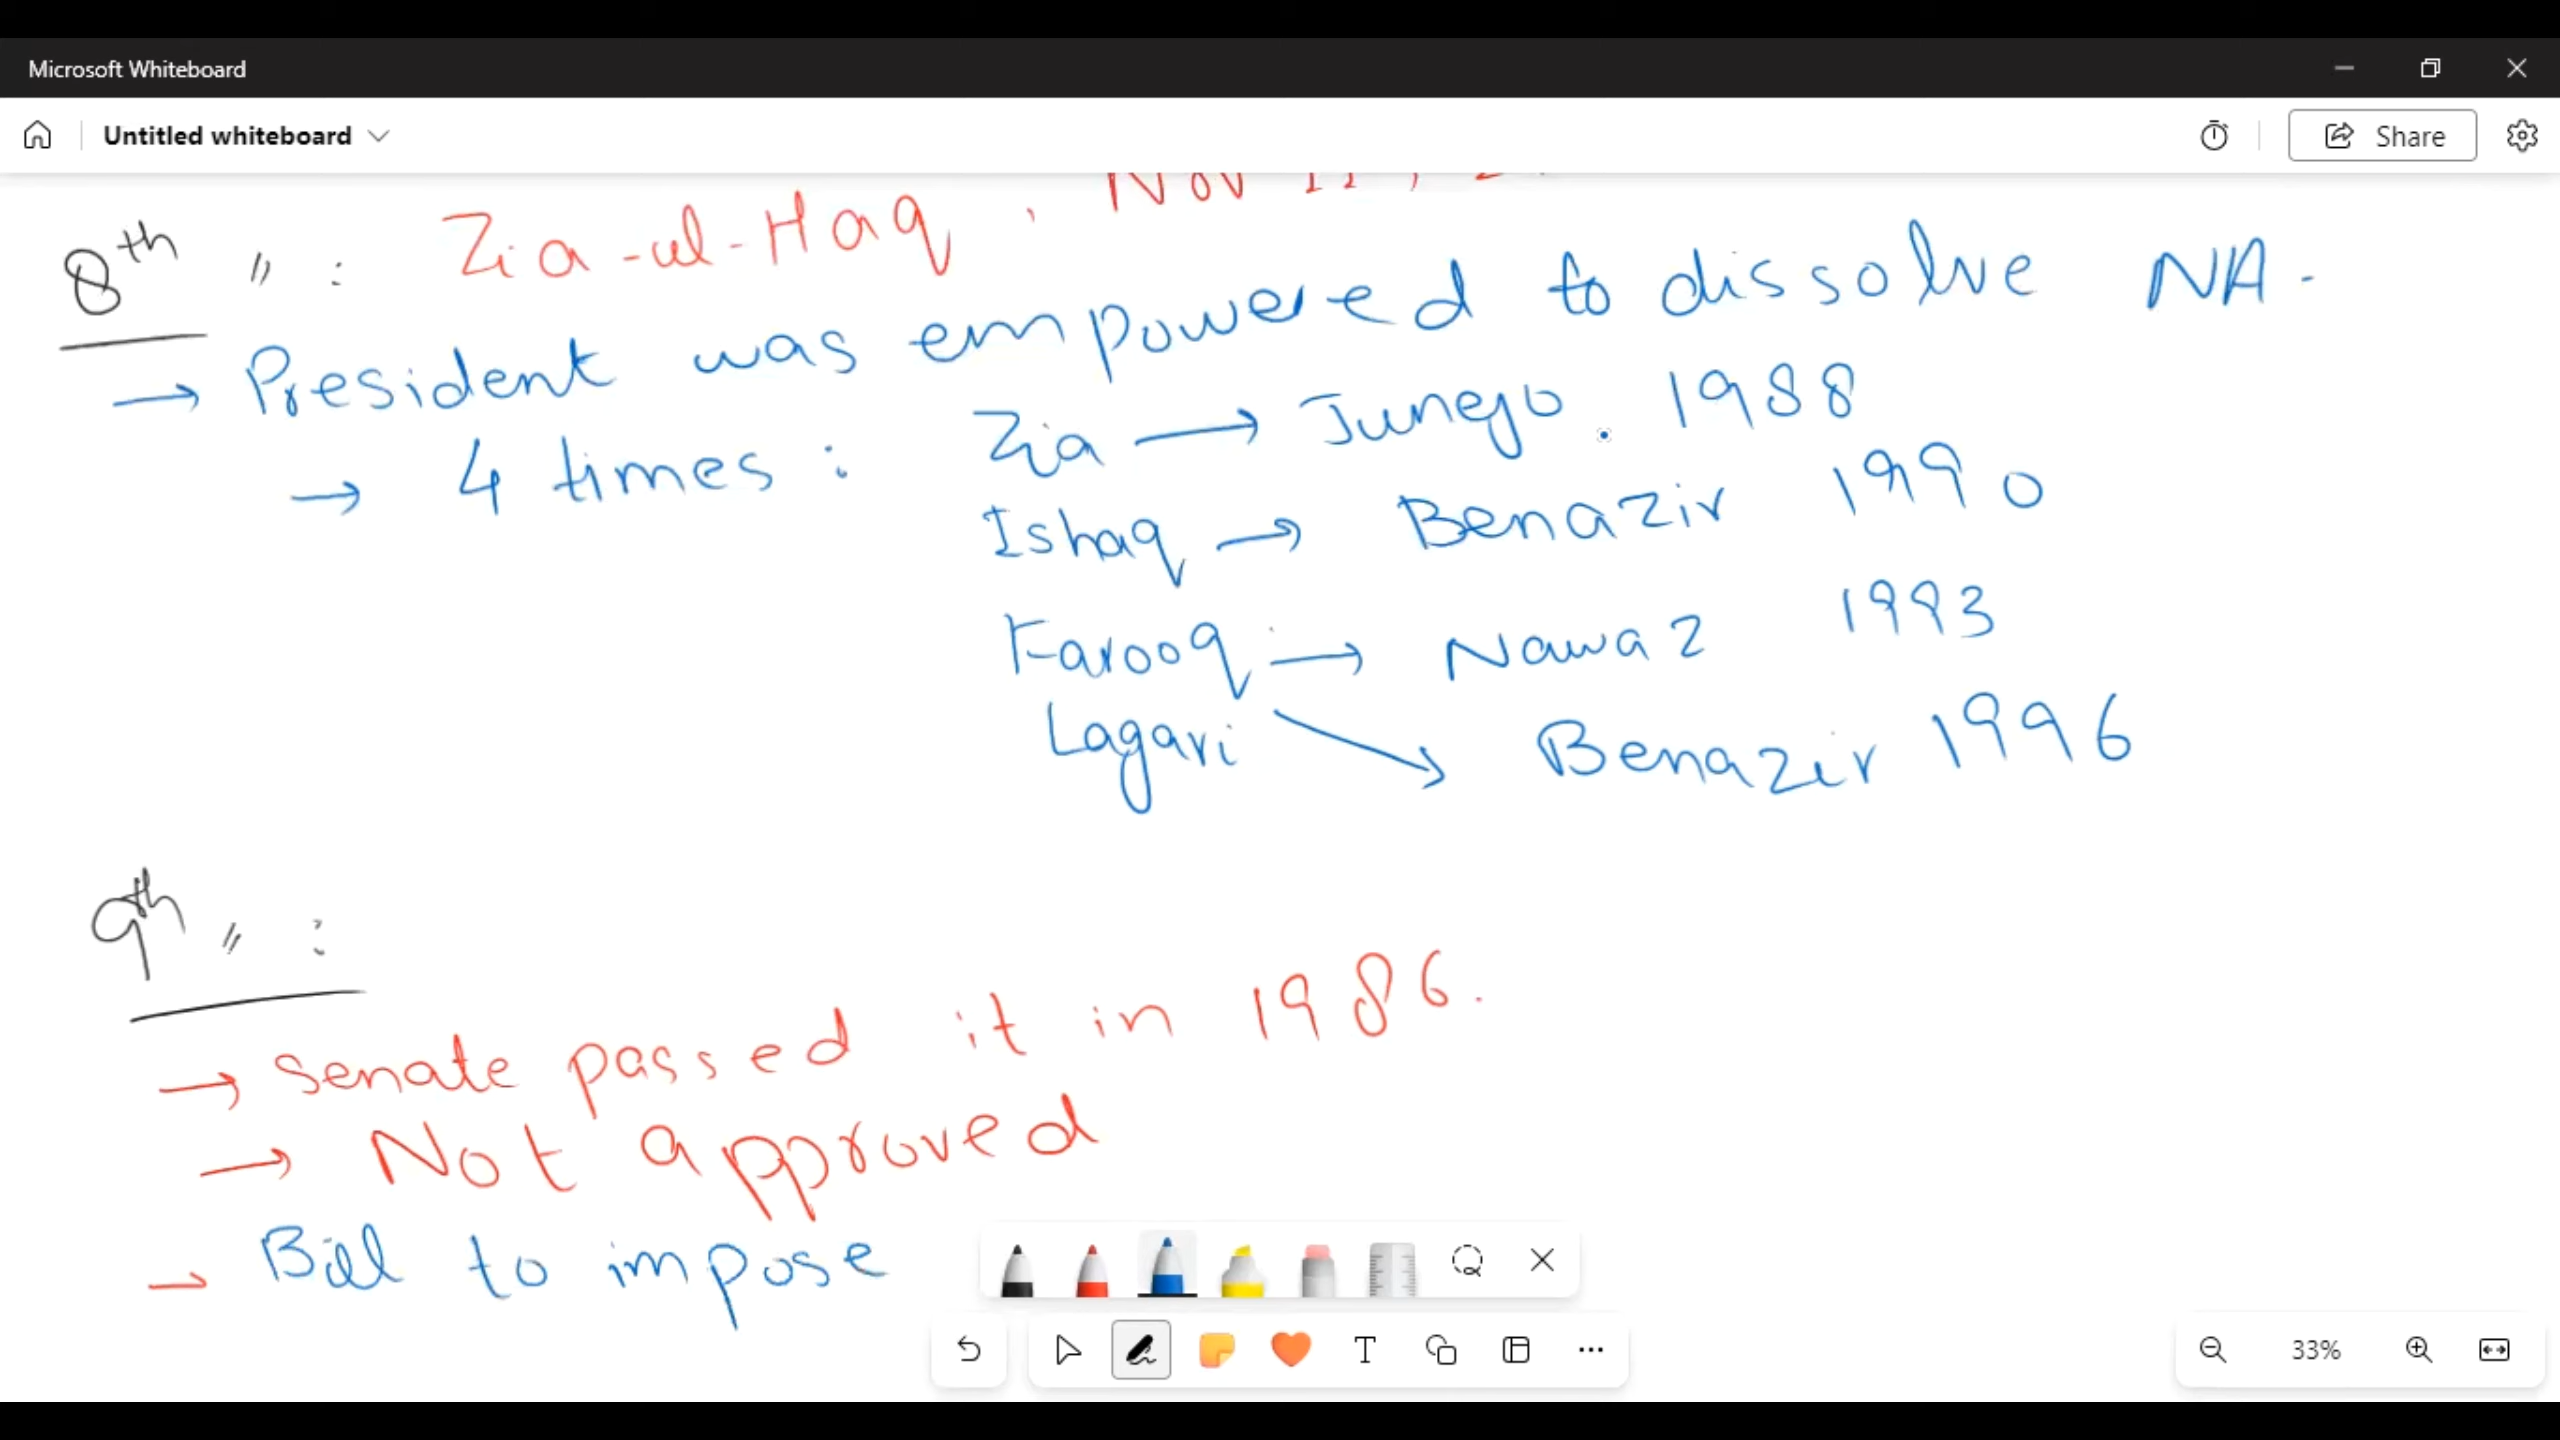 Microsoft Whiteboard
Untitled whiteboard
Share
8th " : Zia-ul-Haq . Nov 11,
→ President was empowered to dissolve NA.
→ 4 times : Zia → Junejo . 1988
Ishaq → Benazir 1990
Farooq → Nawaz 1993
Lagari → Benazir 1996
9th " :
→ Senate passed it in 1986.
→ Not approved
→ Bill to impose
T
33%